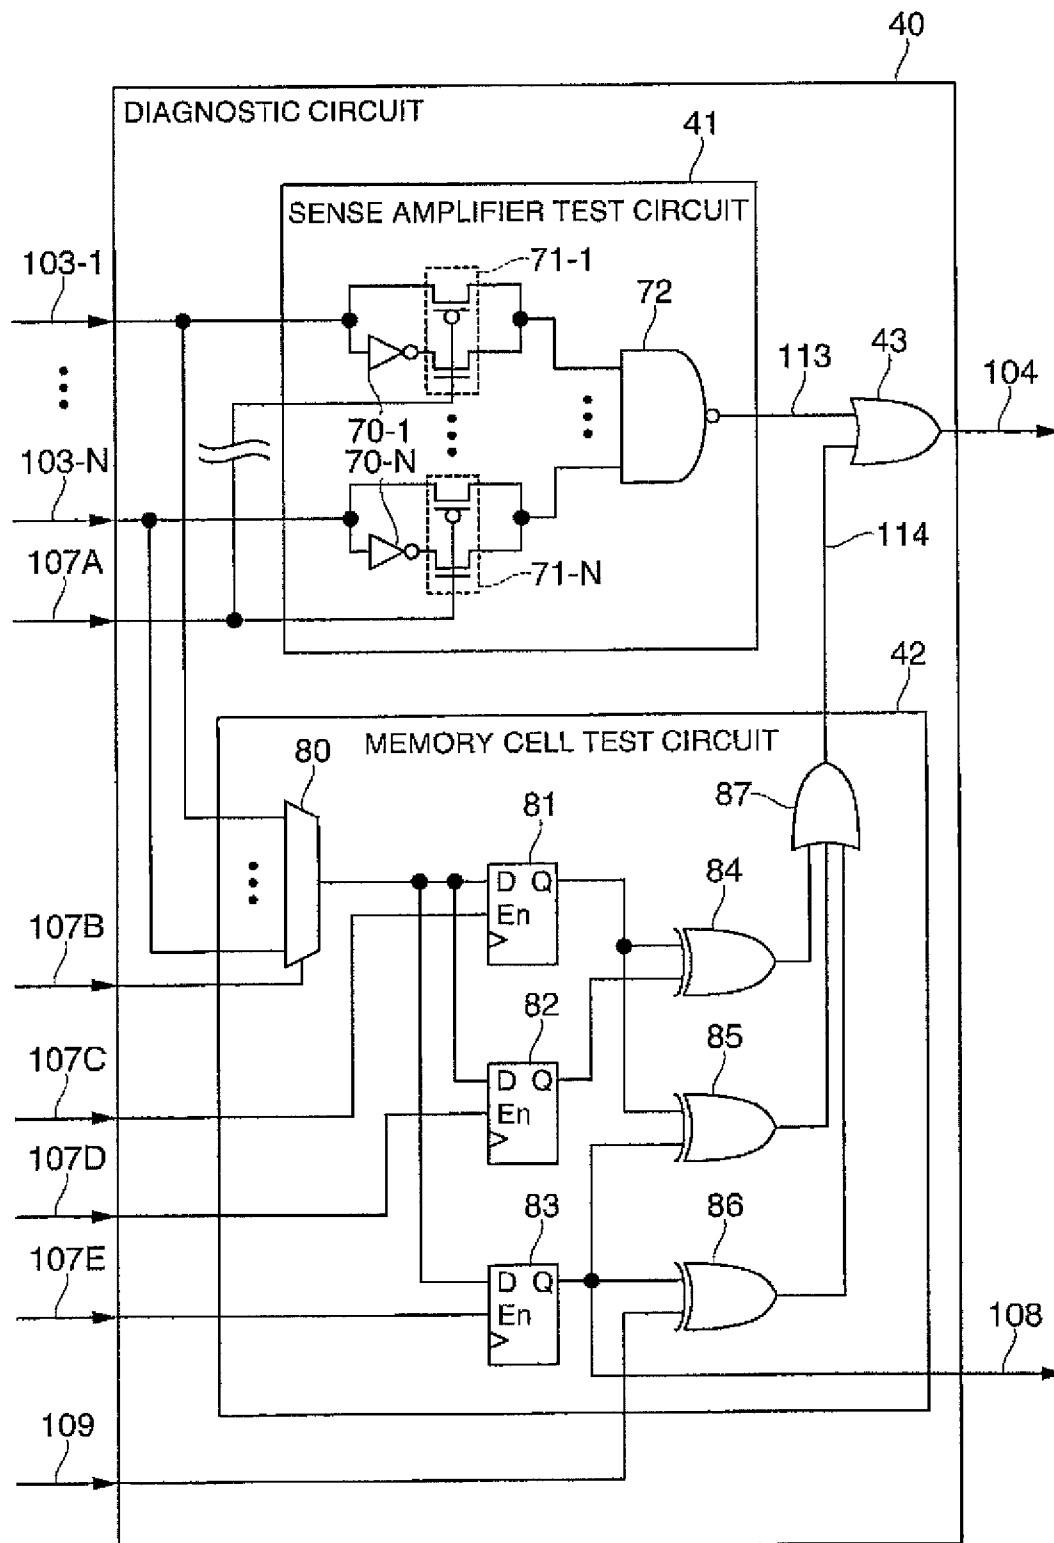 40
DIAGNOSTIC CIRCUIT
41
SENSE AMPLIFIER TEST CIRCUIT
103-1
71-1
72
113
43
104
70-1
103-N
70-N
114
107A
71-N
42
MEMORY CELL TEST CIRCUIT
80
87
81
D Q
En
84
107B
82
D Q
En
85
107C
107D
83
D Q
En
86
107E
108
109